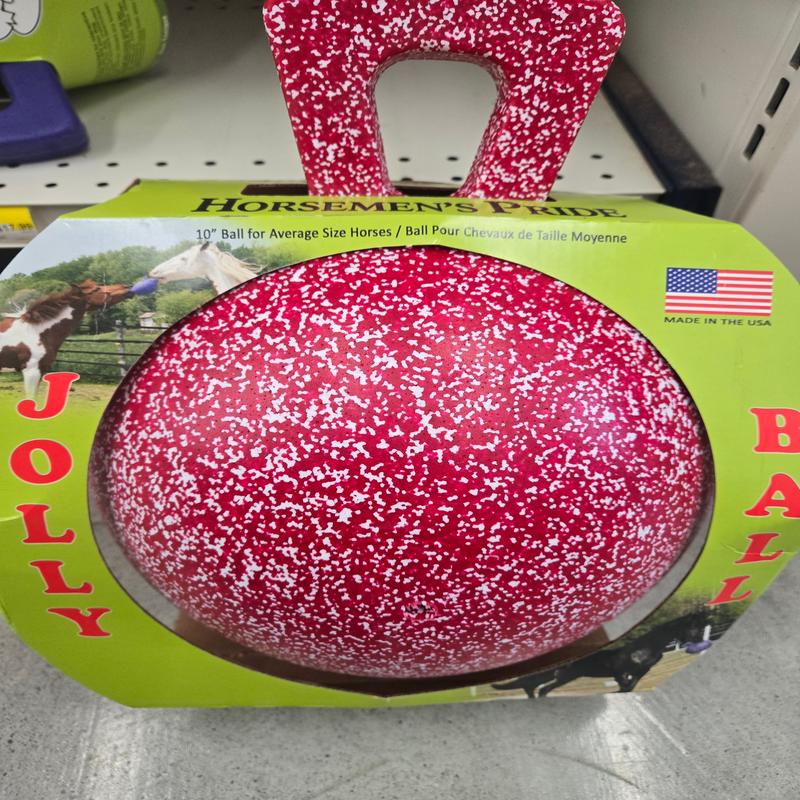 HORSEMEN'S PRIDE
10" Ball for Average Size Horses / Ball Pour Chevaux de Taille Moyenne
MADE IN THE USA
JOLLY
BALL